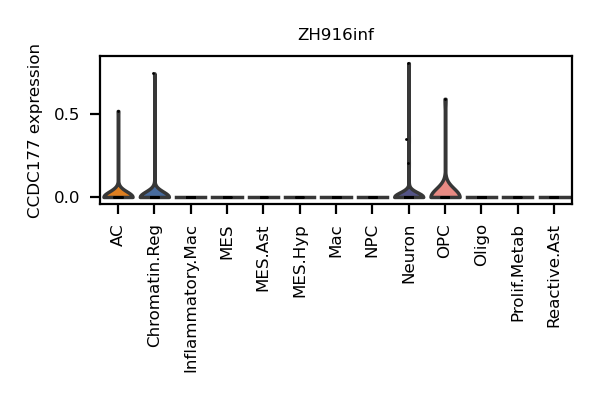 ZH916inf
CCDC177 expression
0.5
0.0
AC
Chromatin.Reg
Inflammatory.Mac
MES
MES.Ast
MES.Hyp
Mac
NPC
Neuron
OPC
Oligo
Prolif.Metab
Reactive.Ast